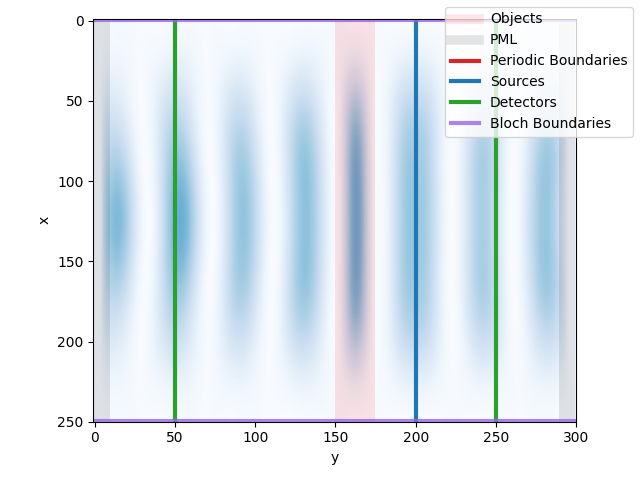 Objects
PML
Periodic Boundaries
Sources
Detectors
Bloch Boundaries
0
50
100
150
200
250
x
0
50
100
150
200
250
300
y